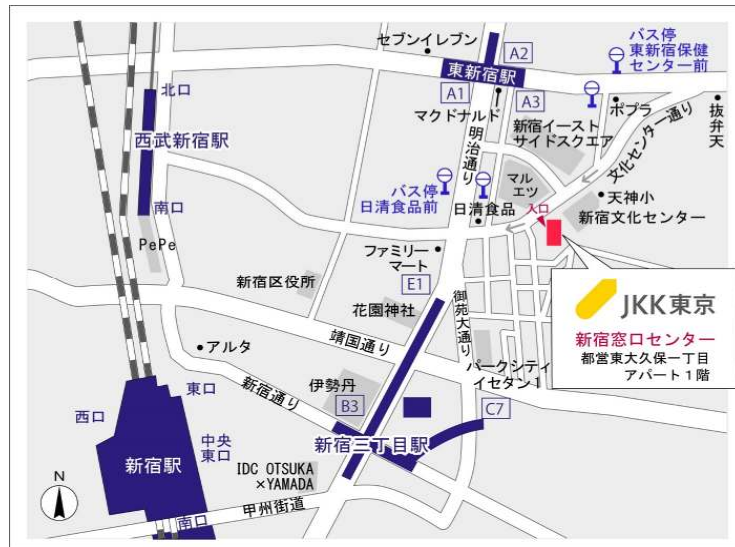 セブンイレブン
A2
バス停
東新宿保健
センター前
東新宿駅
北口
A1
A3
マクドナルド
ポプラ
抜弁天
西武新宿駅
明治通り
新宿イースト
サイドスクエア
文化センター通り
バス停
日清食品前
マル
エツ
天神小
南口
日清食品
入口
新宿文化センター
PePe
ファミリー
マート
新宿区役所
E1
花園神社
御苑大通り
JKK東京
新宿窓口センター
都営東大久保一丁目
アパート1階
靖国通り
アルタ
パークシティ
イセタン1
伊勢丹
新宿通り
東口
B3
C7
西口
中央
東口
新宿三丁目駅
新宿駅
IDC OTSUKA
×YAMADA
N
甲州街道
南口